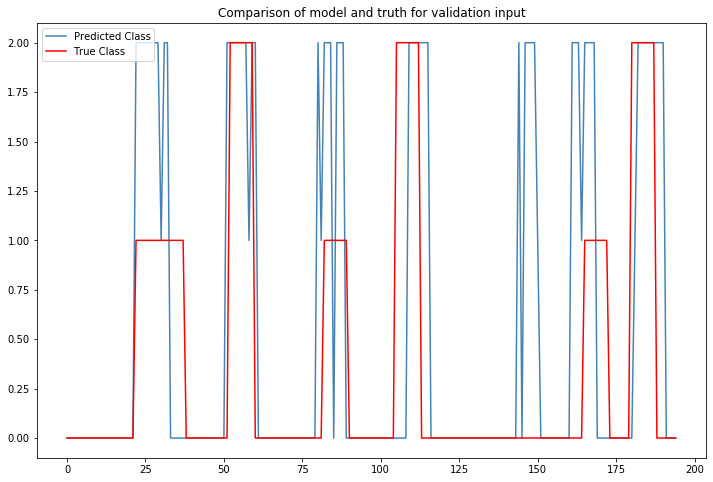 Comparison of model and truth for validation input
Predicted Class
True Class
2.00
1.75
1.50
1.25
1.00
0.75
0.50
0.25
0.00
0 25 50 75 100 125 150 175 200